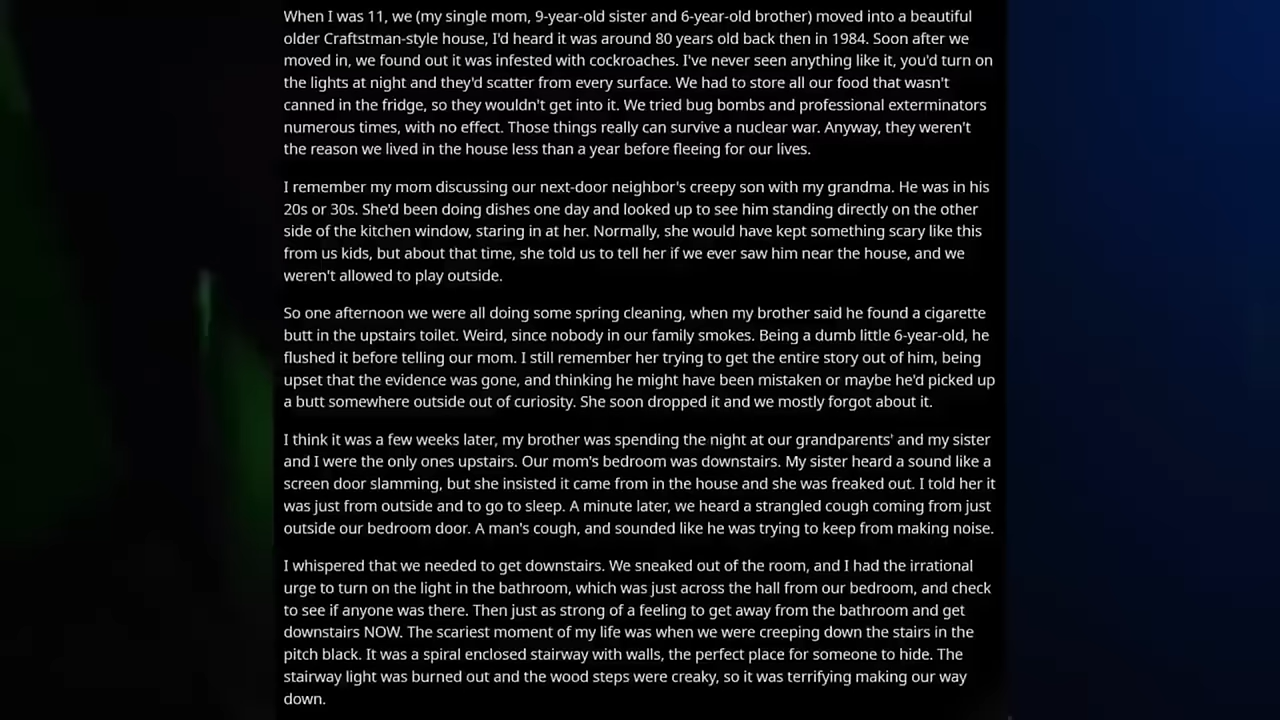 When I was 11, we (my single mom, 9-year-old sister and 6-year-old brother) moved into a beautiful
older Craftstman-style house, I'd heard it was around 80 years old back then in 1984. Soon after we
moved in, we found out it was infested with cockroaches. I've never seen anything like it, you'd turn on
the lights at night and they'd scatter from every surface. We had to store all our food that wasn't
canned in the fridge, so they wouldn't get into it. We tried bug bombs and professional exterminators
numerous times, with no effect. Those things really can survive a nuclear war. Anyway, they weren't
the reason we lived in the house less than a year before fleeing for our lives.
I remember my mom discussing our next-door neighbor's creepy son with my grandma. He was in his
20s or 30s. She'd been doing dishes one day and looked up to see him standing directly on the other
side of the kitchen window, staring in at her. Normally, she would have kept something scary like this
from us kids, but about that time, she told us to tell her if we ever saw him near the house, and we
weren't allowed to play outside.
So one afternoon we were all doing some spring cleaning, when my brother said he found a cigarette
butt in the upstairs toilet. Weird, since nobody in our family smokes. Being a dumb little 6-year-old, he
flushed it before telling our mom. I still remember her trying to get the entire story out of him, being
upset that the evidence was gone, and thinking he might have been mistaken or maybe he'd picked up
a butt somewhere outside out of curiosity. She soon dropped it and we mostly forgot about it.
I think it was a few weeks later, my brother was spending the night at our grandparents' and my sister
and I were the only ones upstairs. Our mom's bedroom was downstairs. My sister heard a sound like a
screen door slamming, but she insisted it came from in the house and she was freaked out. I told her it
was just from outside and to go to sleep. A minute later, we heard a strangled cough coming from just
outside our bedroom door. A man's cough, and sounded like he was trying to keep from making noise.
I whispered that we needed to get downstairs. We sneaked out of the room, and I had the irrational
urge to turn on the light in the bathroom, which was just across the hall from our bedroom, and check
to see if anyone was there. Then just as strong of a feeling to get away from the bathroom and get
downstairs NOW. The scariest moment of my life was when we were creeping down the stairs in the
pitch black. It was a spiral enclosed stairway with walls, the perfect place for someone to hide. The
stairway light was burned out and the wood steps were creaky, so it was terrifying making our way
down.